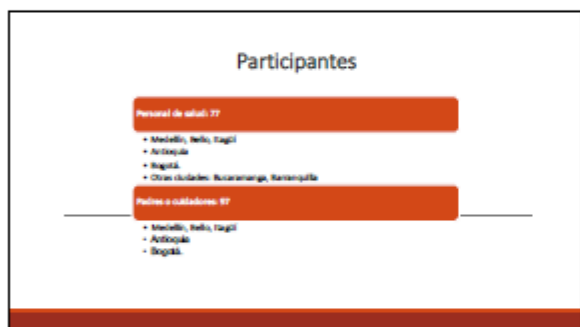 Participantes
Personal de salud: 77
• Medellín, Bello, Itagüí
• Antioquia
• Bogotá.
• Otras ciudades: Bucaramanga, Barranquilla
Padres o cuidadores: 97
• Medellín, Bello, Itagüí
• Antioquia
• Bogotá.